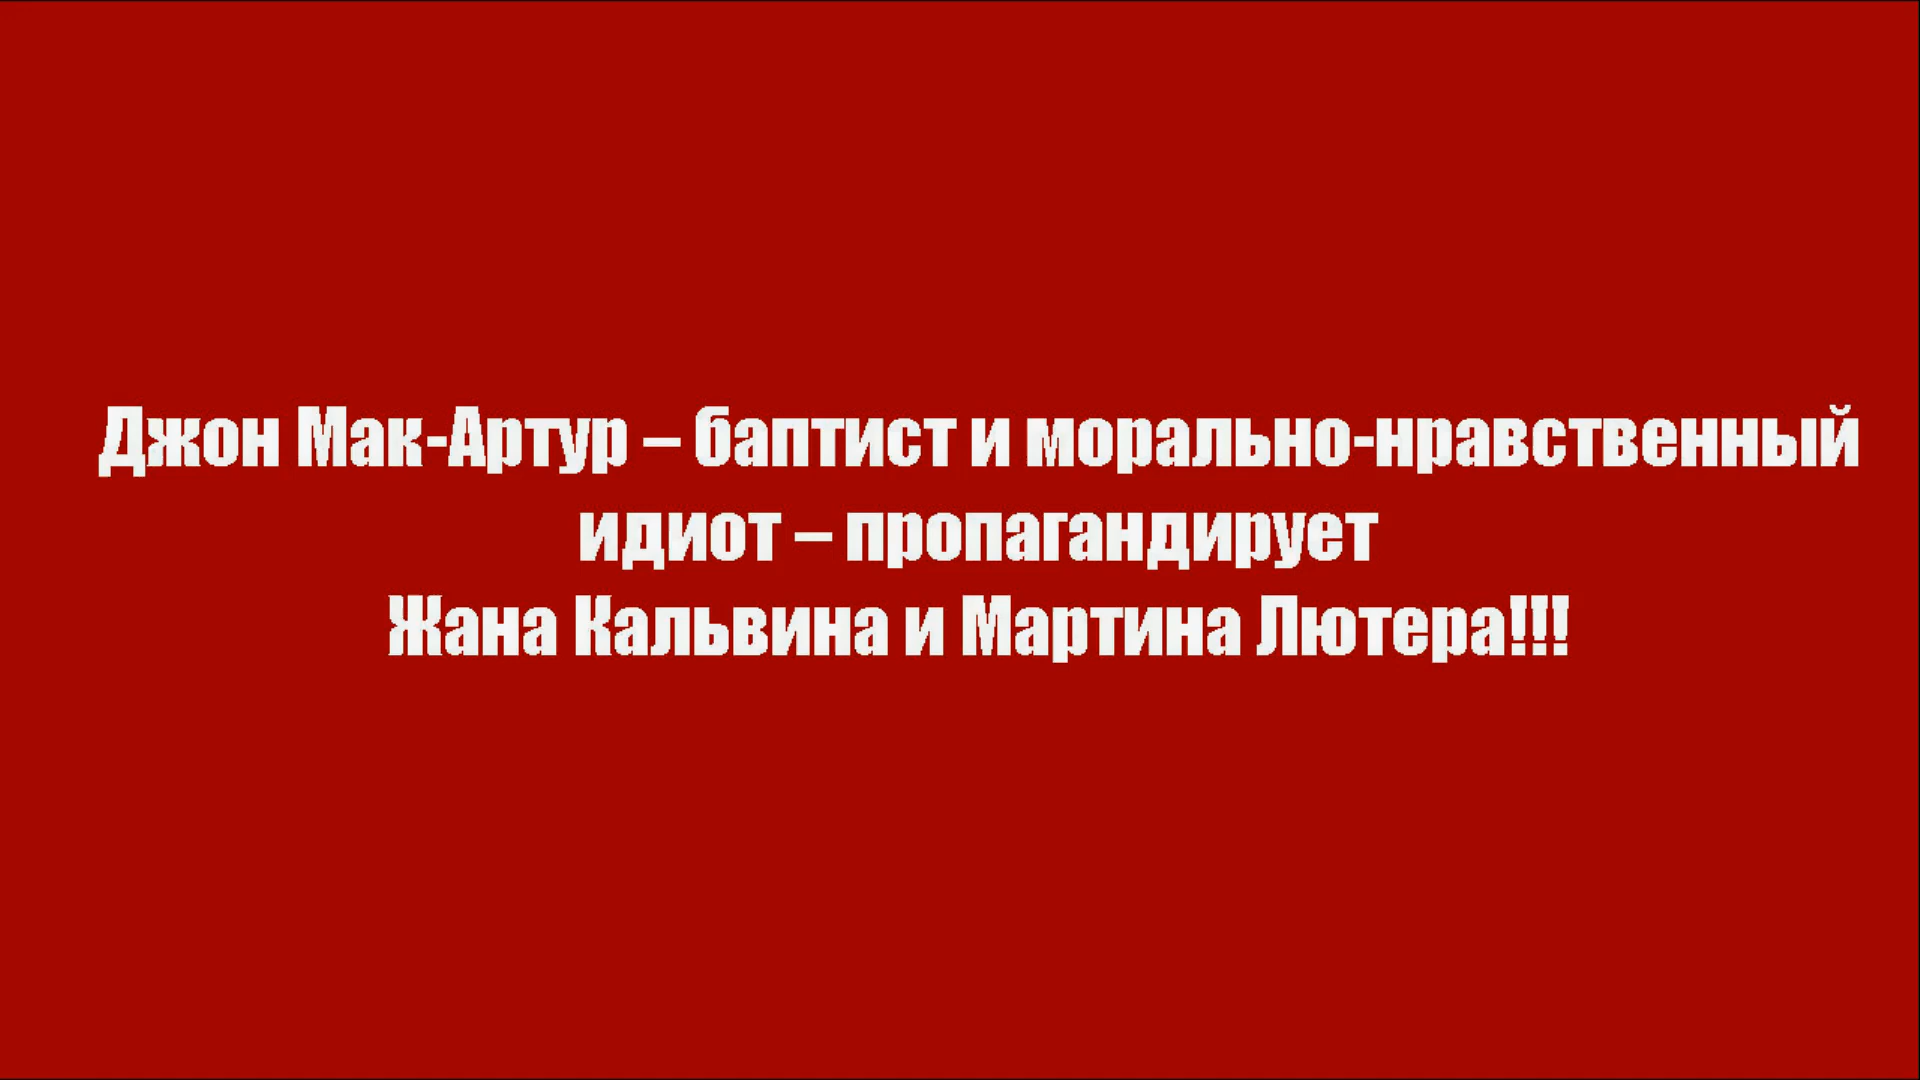 Джон Мак-Артур – баптист и морально-нравственный
идиот – пропагандирует
Жана Кальвина и Мартина Лютера!!!